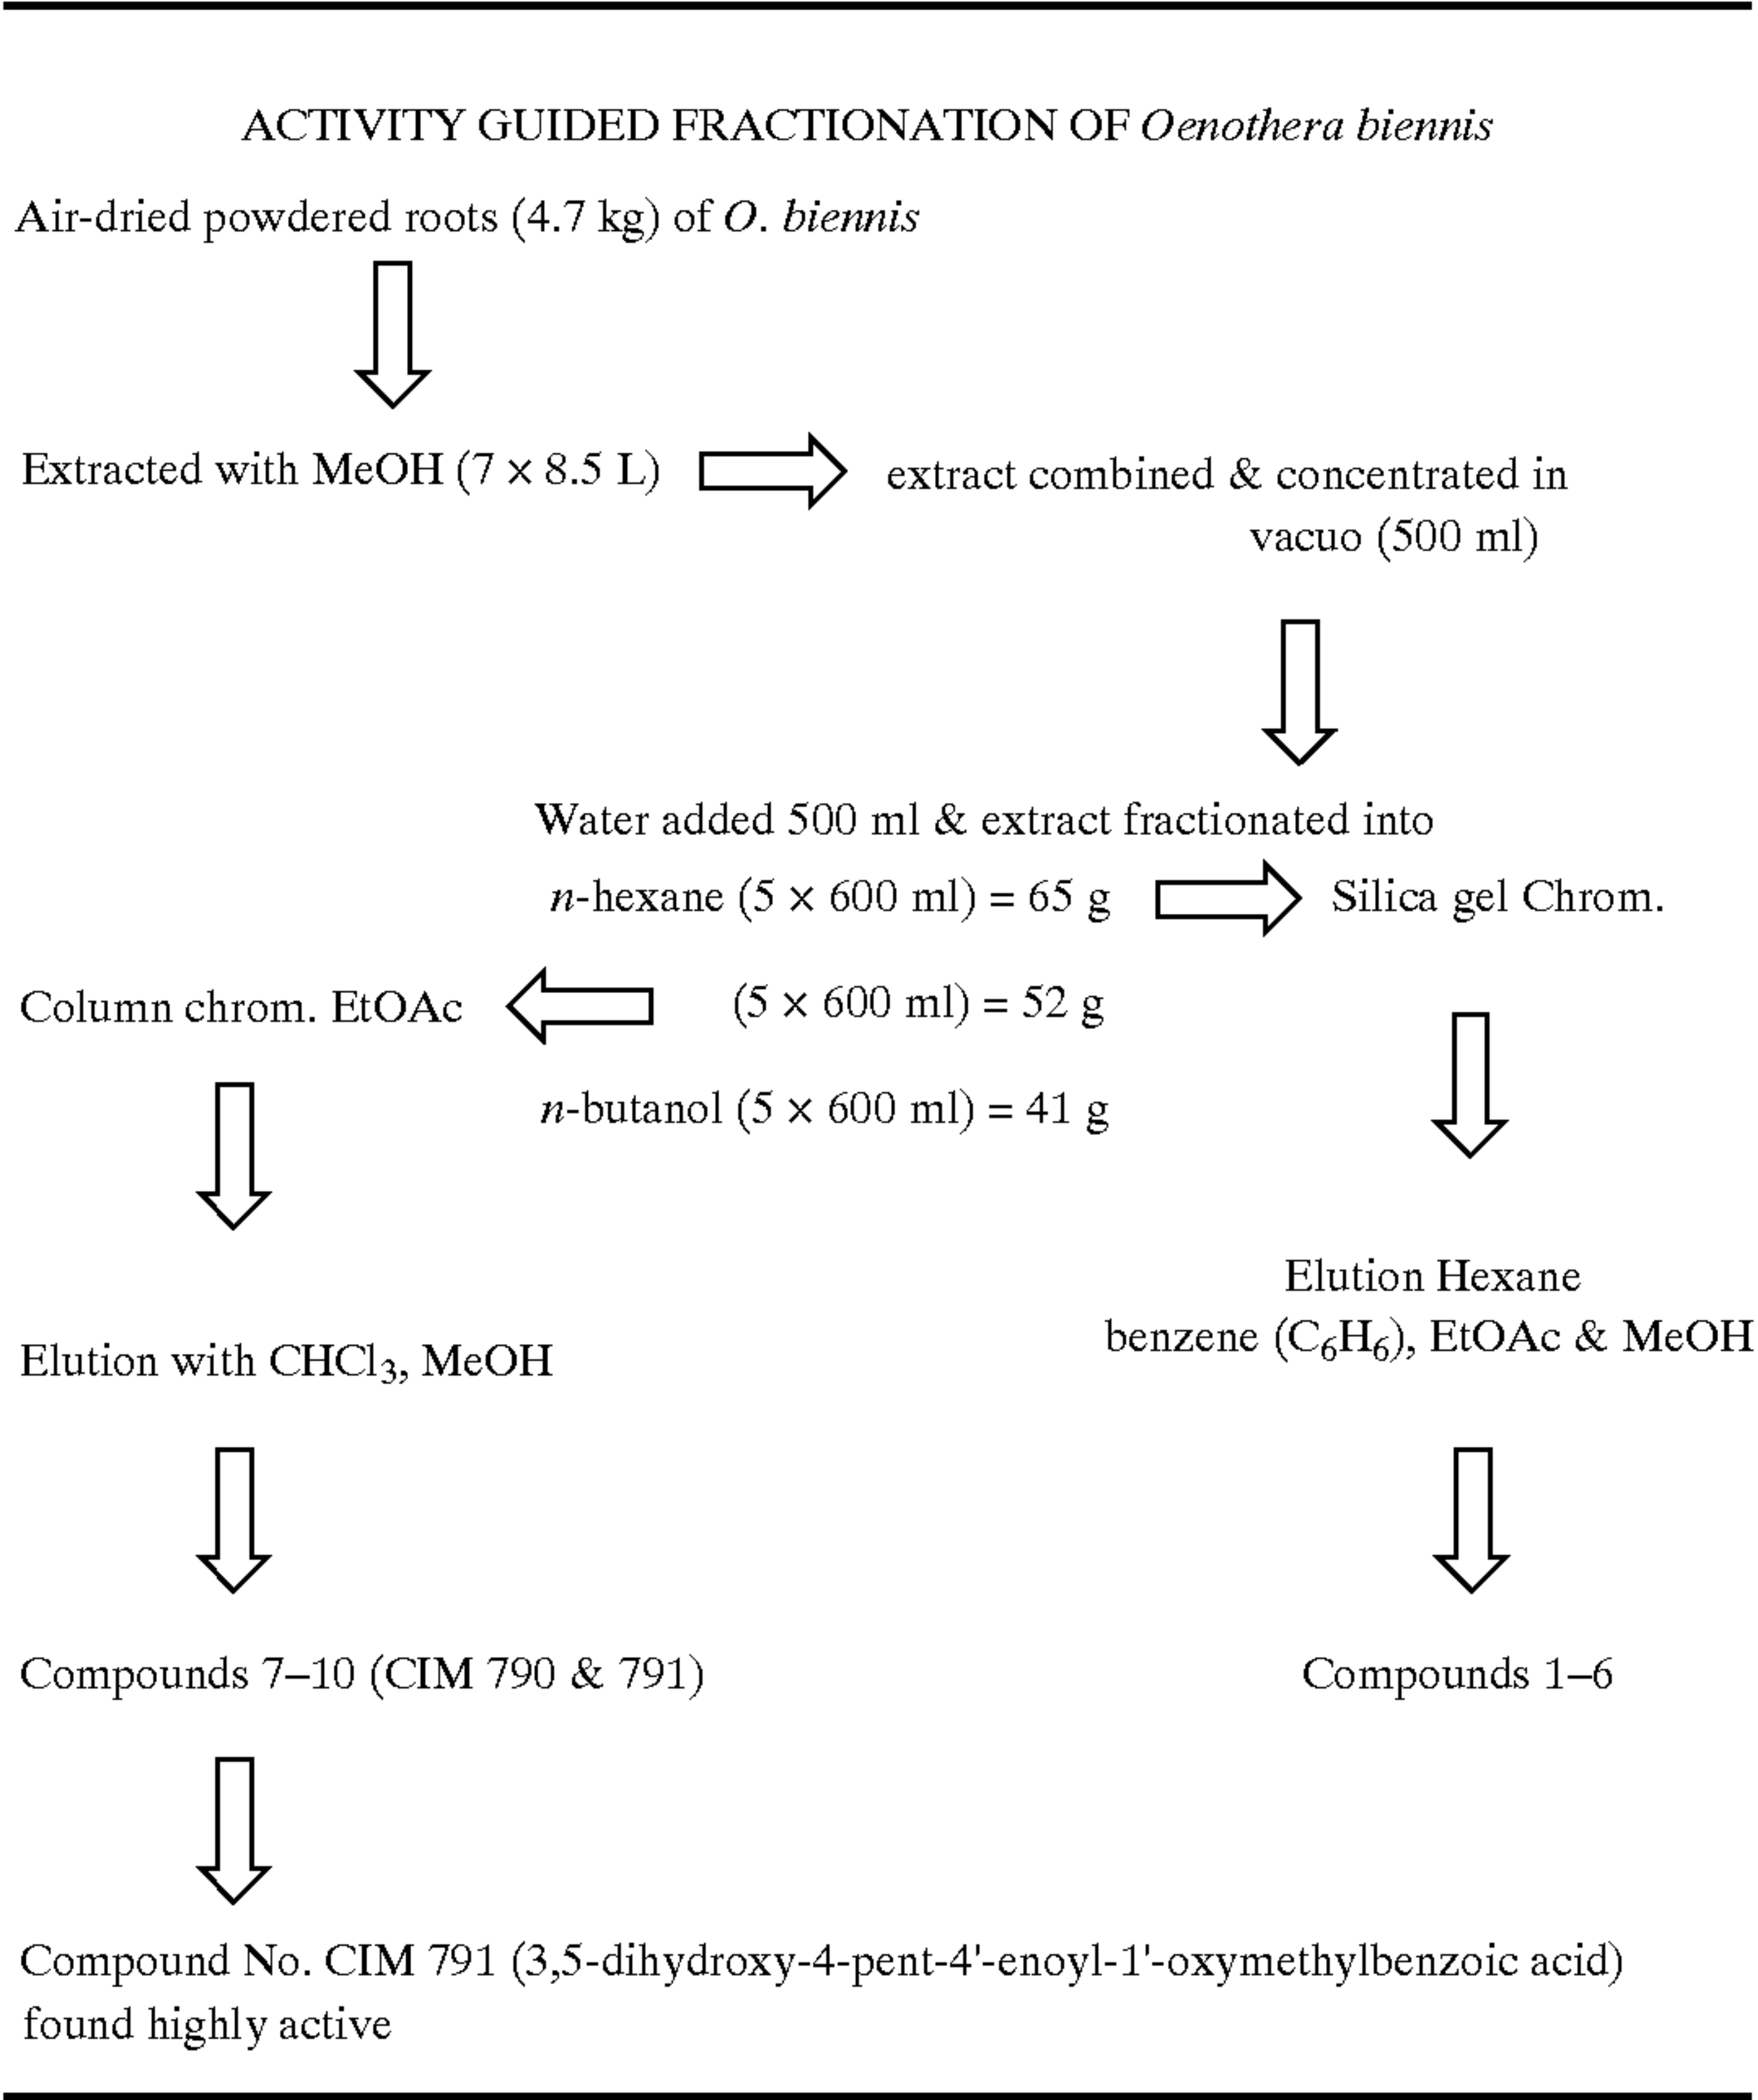 ACTIVITY GUIDED FRACTIONATION OF Oenothera biennis
Air-dried powdered roots (4.7 kg) of O. biennis
Extracted with MeOH (7 × 8.5 L)
extract combined & concentrated in
vacuo (500 ml)
Water added 500 ml & extract fractionated into
n-hexane (5 × 600 ml) = 65 g
Silica gel Chrom.
Column chrom. EtOAc
(5 × 600 ml) = 52 g
n-butanol (5 × 600 ml) = 41 g
Elution Hexane
benzene (C6H6), EtOAc & MeOH
Elution with CHCl3, MeOH
Compounds 7–10 (CIM 790 & 791)
Compounds 1–6
Compound No. CIM 791 (3,5-dihydroxy-4-pent-4'-enoyl-1'-oxymethylbenzoic acid)
found highly active